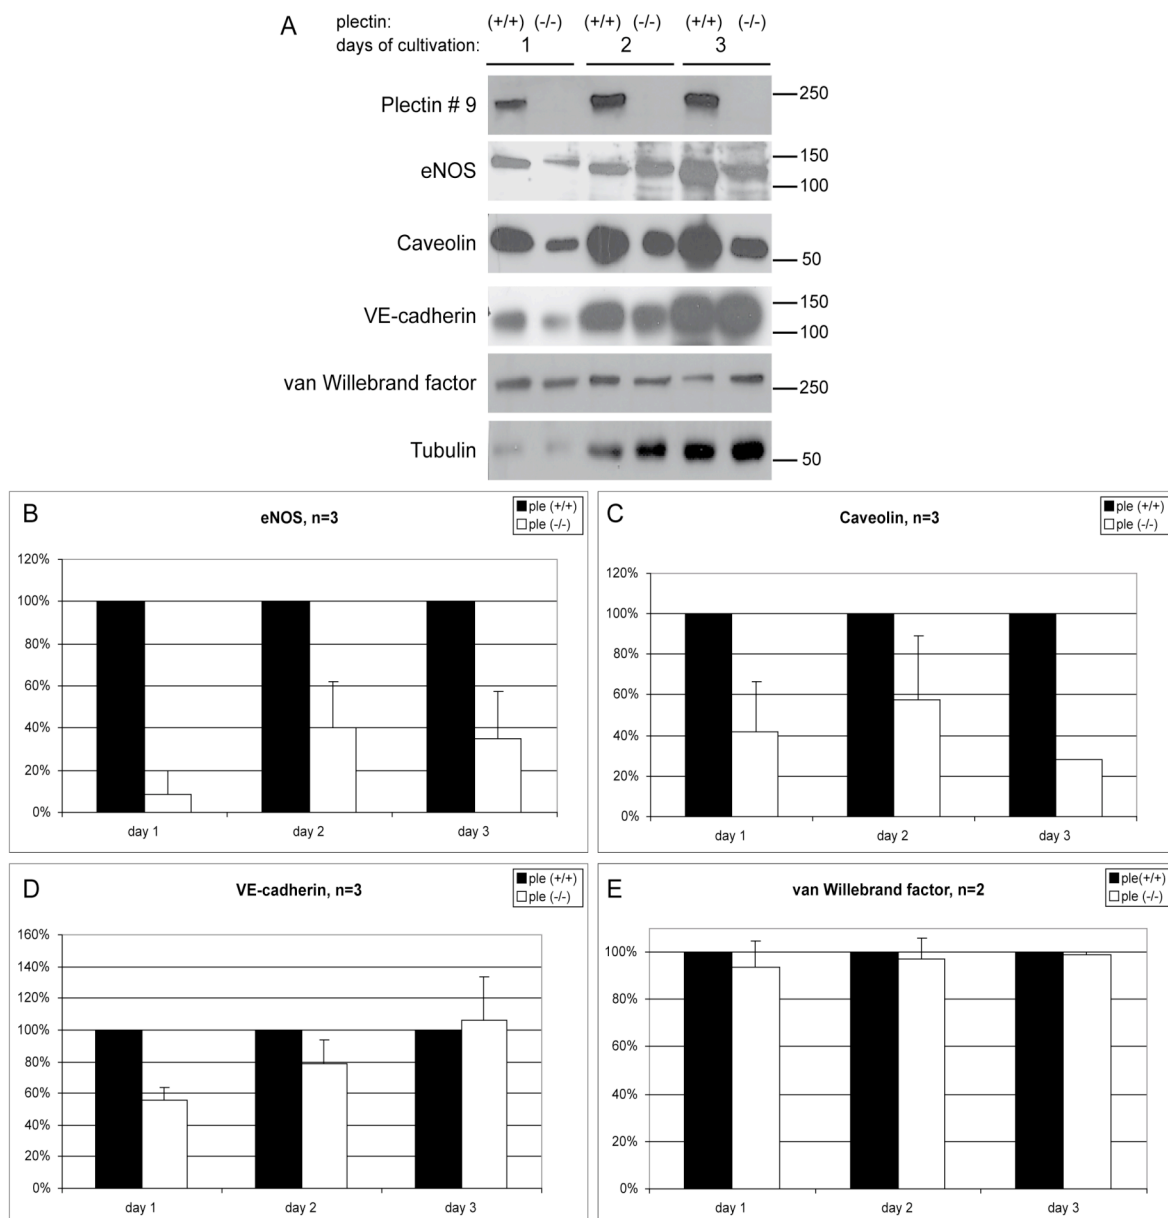 A
plectin: (+/+) (-/-) (+/+) (-/-) (+/+) (-/-)
days of cultivation: 1 2 3
Plectin # 9 250
eNOS 150
100
Caveolin 50
VE-cadherin 150
100
van Willebrand factor 250
Tubulin 50
B
eNOS, n=3
ple (+/+)
ple (-/-)
120%
100%
80%
60%
40%
20%
0%
day 1 day 2 day 3
C
Caveolin, n=3
ple (+/+)
ple (-/-)
120%
100%
80%
60%
40%
20%
0%
day 1 day 2 day 3
D
VE-cadherin, n=3
ple (+/+)
ple (-/-)
160%
140%
120%
100%
80%
60%
40%
20%
0%
day 1 day 2 day 3
E
van Willebrand factor, n=2
ple(+/+)
ple (-/-)
100%
80%
60%
40%
20%
0%
day 1 day 2 day 3